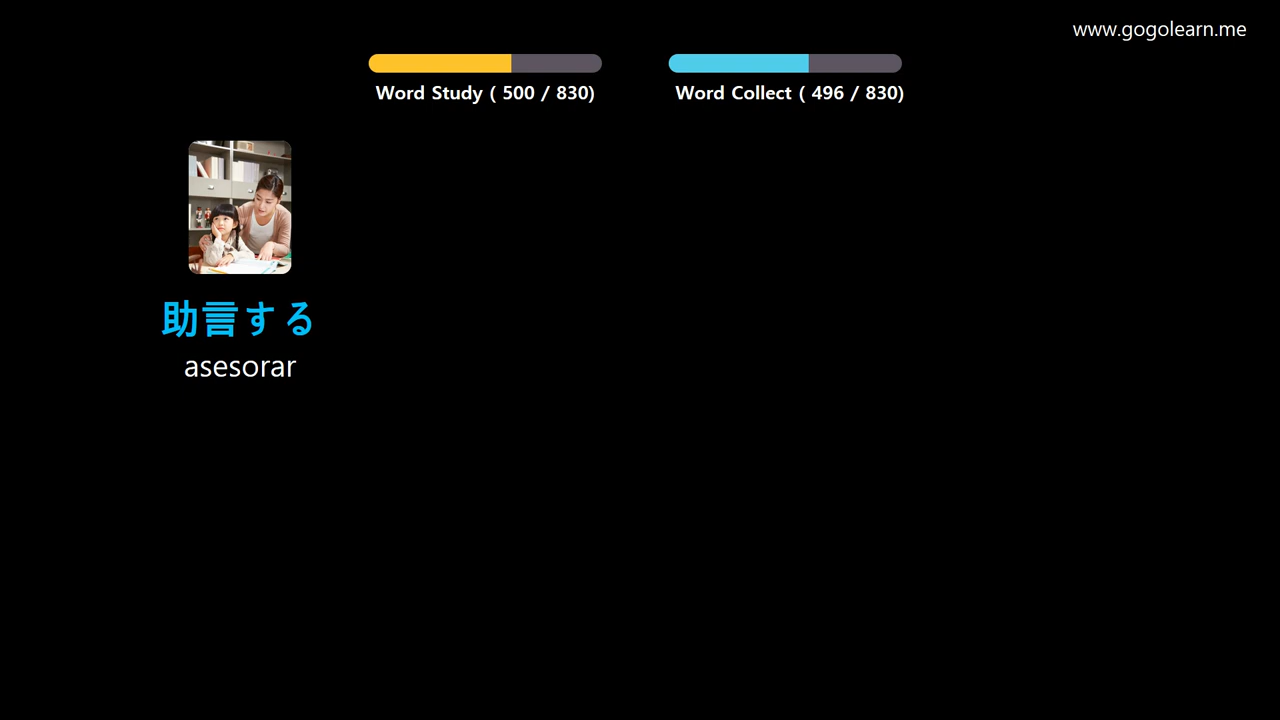 www.gogolearn.me
Word Study ( 500 / 830)
Word Collect ( 496 / 830)
助言する
asesorar